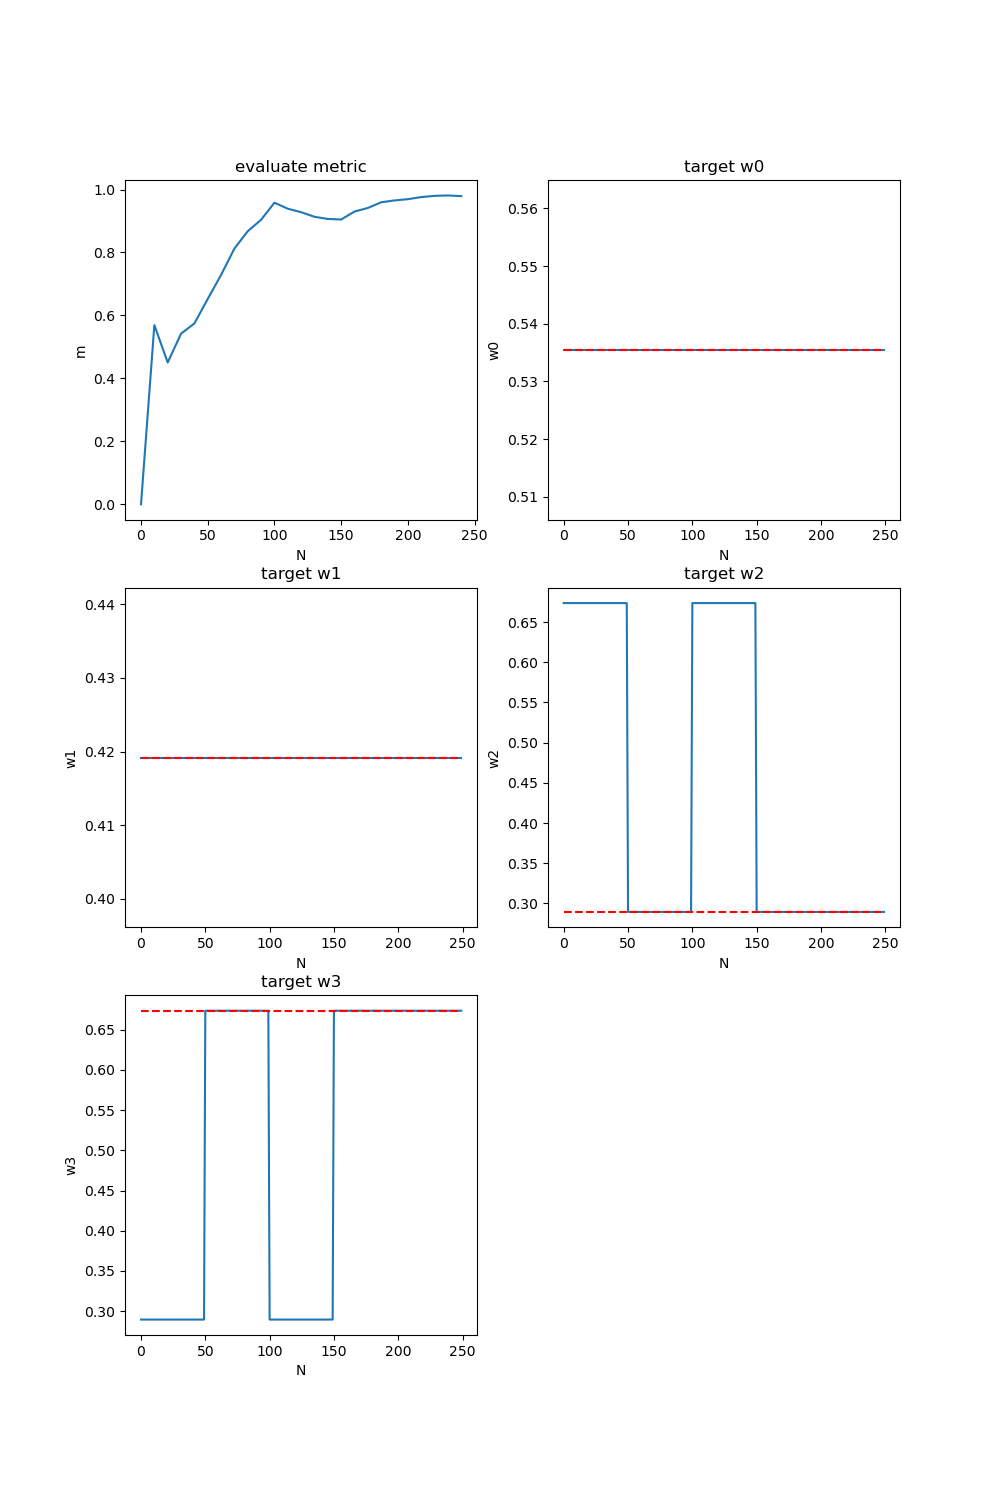 evaluate metric
1.0
0.8
0.6
0.4
0.2
0.0
m
0 50 100 150 200 250
N
target w0
0.56
0.55
0.54
0.53
0.52
0.51
w0
0 50 100 150 200 250
N
target w1
0.44
0.43
0.42
0.41
0.40
w1
0 50 100 150 200 250
N
target w2
0.65
0.60
0.55
0.50
0.45
0.40
0.35
0.30
w2
0 50 100 150 200 250
N
target w3
0.65
0.60
0.55
0.50
0.45
0.40
0.35
0.30
w3
0 50 100 150 200 250
N